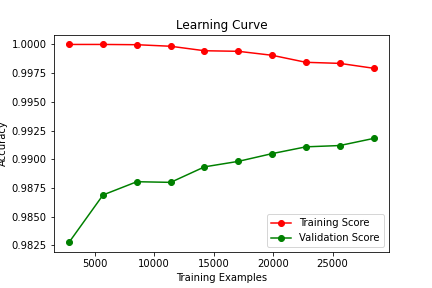 Learning Curve
1.0000
0.9975
0.9950
0.9925
0.9900
0.9875
0.9850
0.9825
Accuracy
5000 10000 15000 20000 25000
Training Examples
Training Score
Validation Score